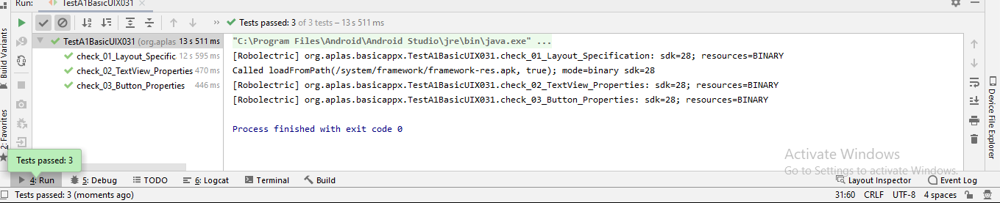 Run: TestA1BasicUIX031
Tests passed: 3 of 3 tests – 13 s 511 ms
TestA1BasicUIX031 (org.aplas 13 s 511 ms
check_01_Layout_Specific 12 s 595 ms
check_02_TextView_Properties 470 ms
check_03_Button_Properties 446 ms
"C:\Program Files\Android\Android Studio\jre\bin\java.exe" ...
[Robolectric] org.aplas.basicappx.TestA1BasicUIX031.check_01_Layout_Specification: sdk=28; resources=BINARY
Called loadFromPath(/system/framework/framework-res.apk, true); mode=binary sdk=28
[Robolectric] org.aplas.basicappx.TestA1BasicUIX031.check_02_TextView_Properties: sdk=28; resources=BINARY
[Robolectric] org.aplas.basicappx.TestA1BasicUIX031.check_03_Button_Properties: sdk=28; resources=BINARY
Process finished with exit code 0
Build Variants
2: Favorites
Device File Explorer
Tests passed: 3
Activate Windows
Go to Settings to activate Windows.
4: Run 5: Debug TODO 6: Logcat Terminal Build Layout Inspector Event Log
Tests passed: 3 (moments ago) 31:60 CRLF UTF-8 4 spaces